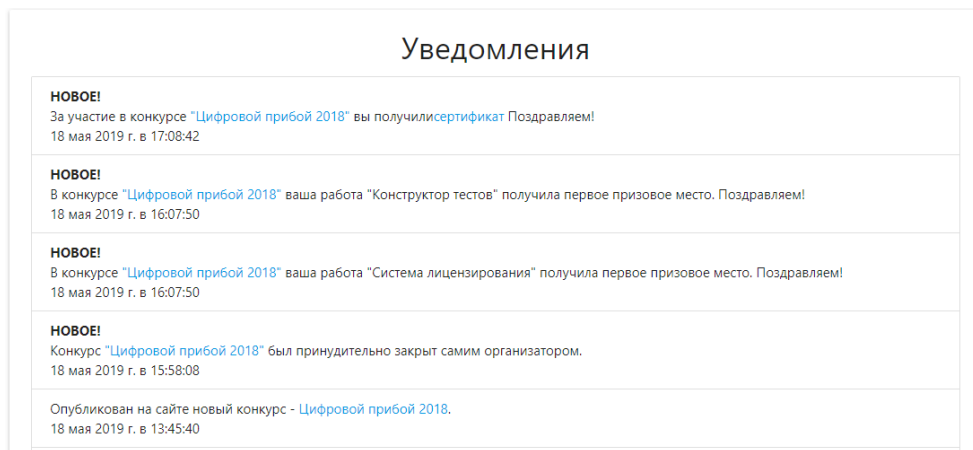 Уведомления
НОВОЕ!
За участие в конкурсе "Цифровой прибой 2018" вы получилисертификат Поздравляем!
18 мая 2019 г. в 17:08:42
НОВОЕ!
В конкурсе "Цифровой прибой 2018" ваша работа "Конструктор тестов" получила первое призовое место. Поздравляем!
18 мая 2019 г. в 16:07:50
НОВОЕ!
В конкурсе "Цифровой прибой 2018" ваша работа "Система лицензирования" получила первое призовое место. Поздравляем!
18 мая 2019 г. в 16:07:50
НОВОЕ!
Конкурс "Цифровой прибой 2018" был принудительно закрыт самим организатором.
18 мая 2019 г. в 15:58:08
Опубликован на сайте новый конкурс - Цифровой прибой 2018.
18 мая 2019 г. в 13:45:40